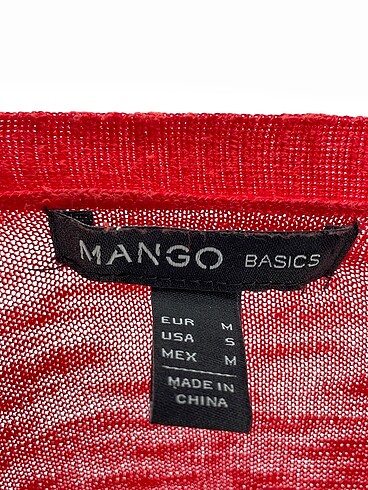 MANGO BASICS
EUR M
USA S
MEX M
MADE IN
CHINA